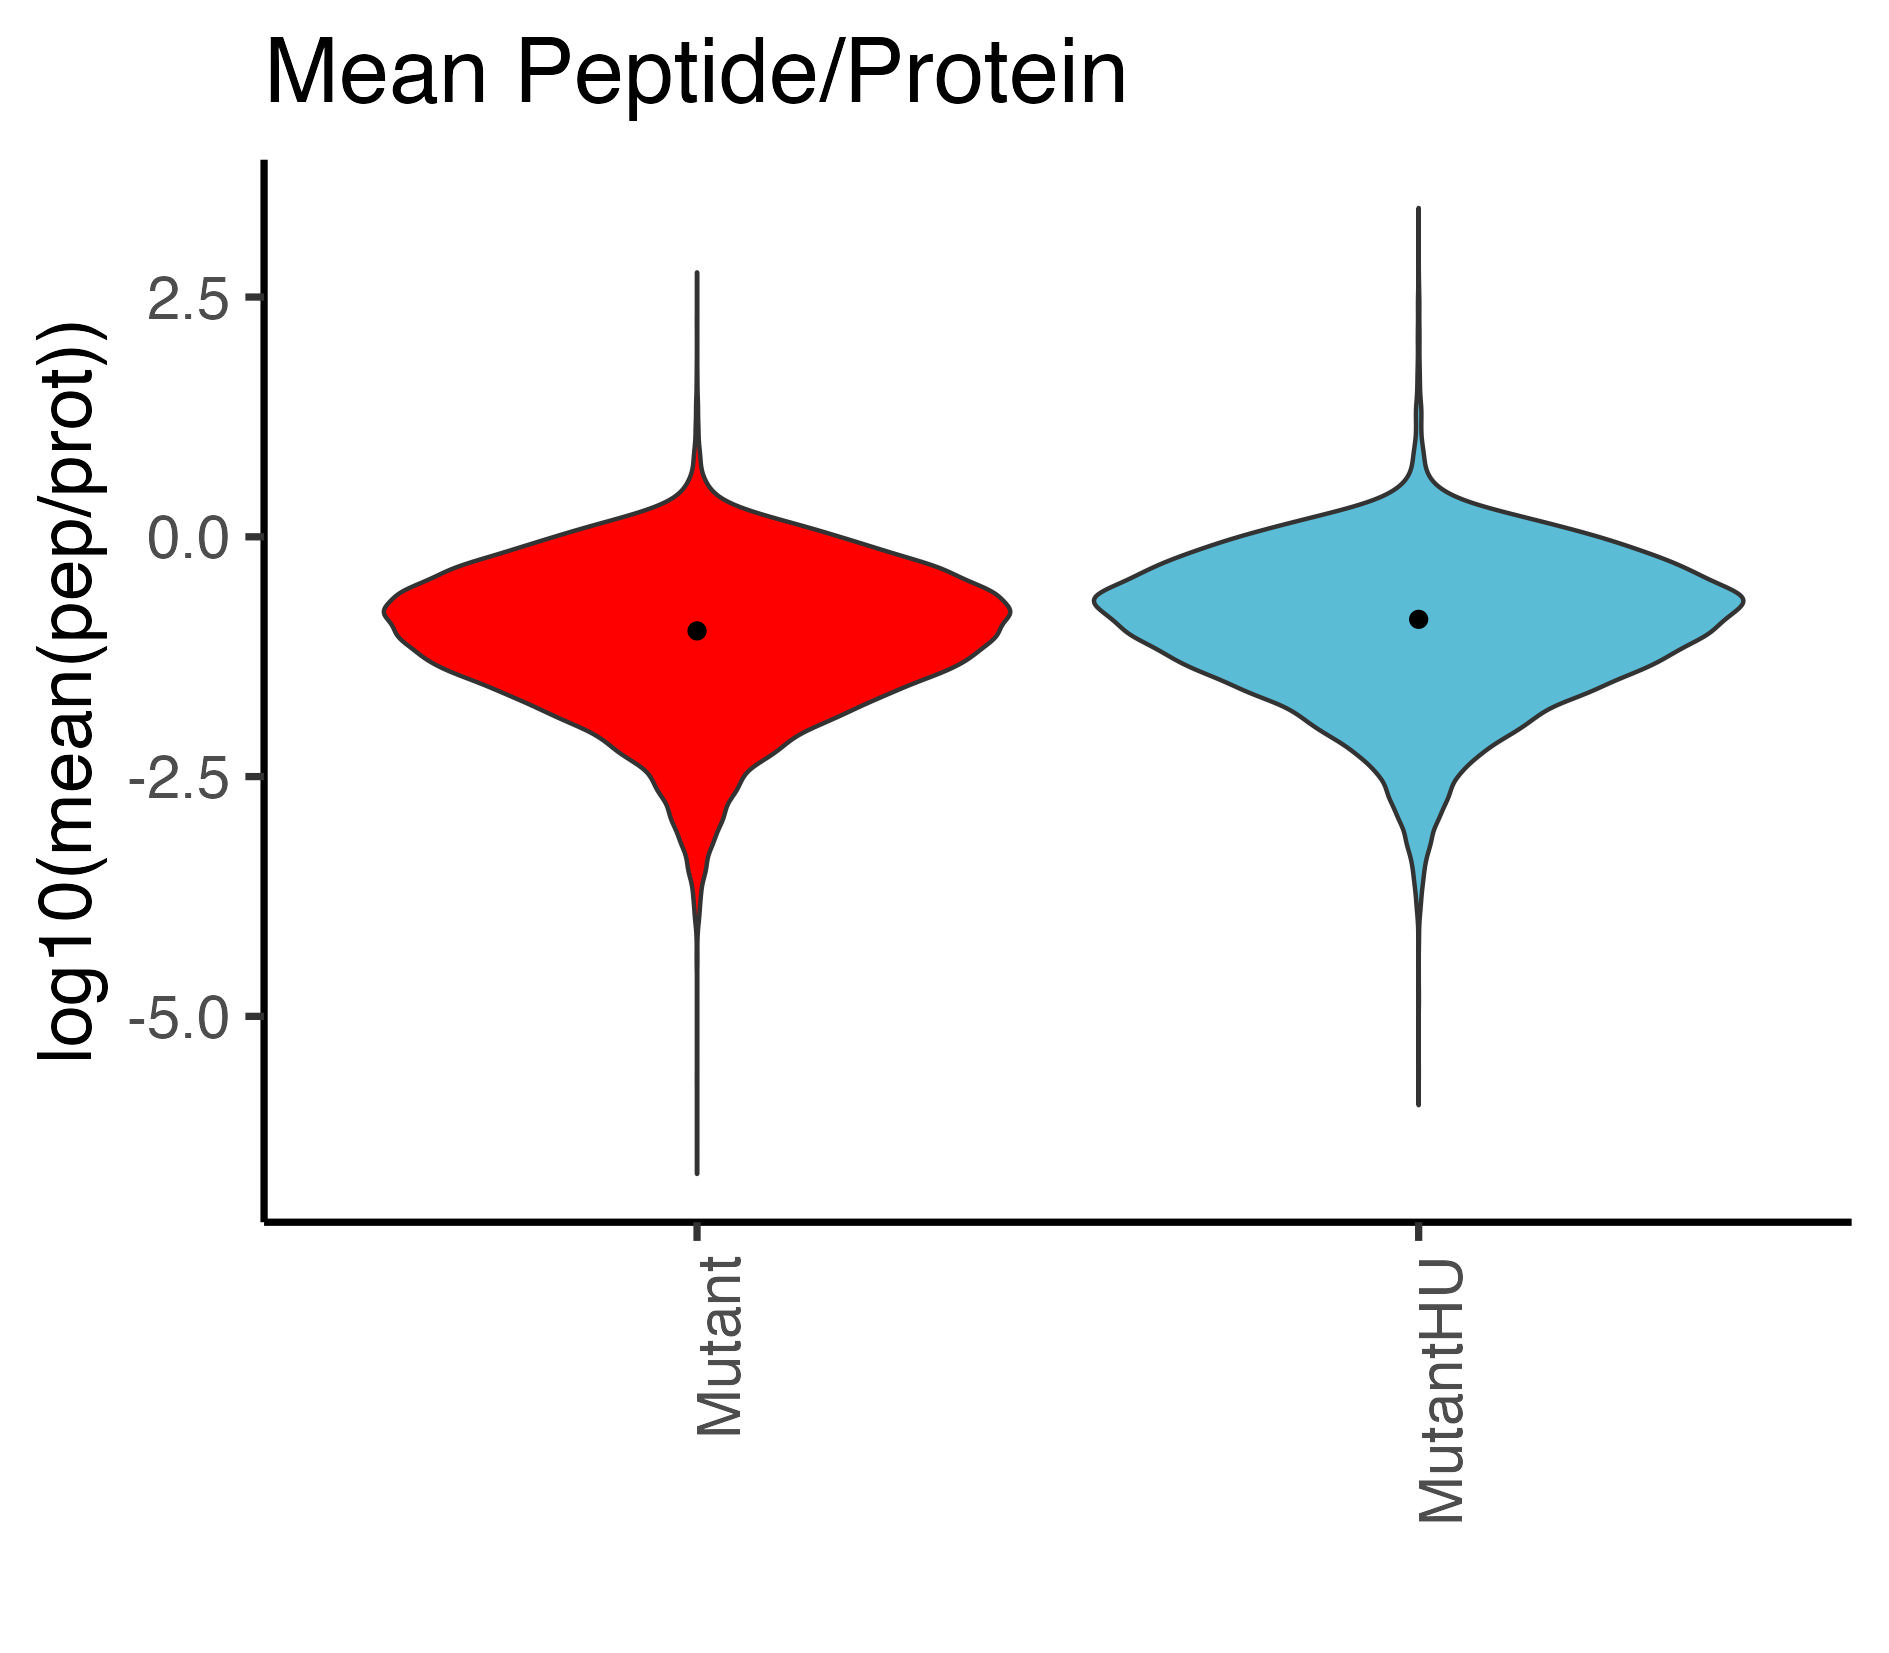 Mean Peptide/Protein
log10(mean(pep/prot))
2.5
0.0
-2.5
-5.0
Mutant
MutantHU